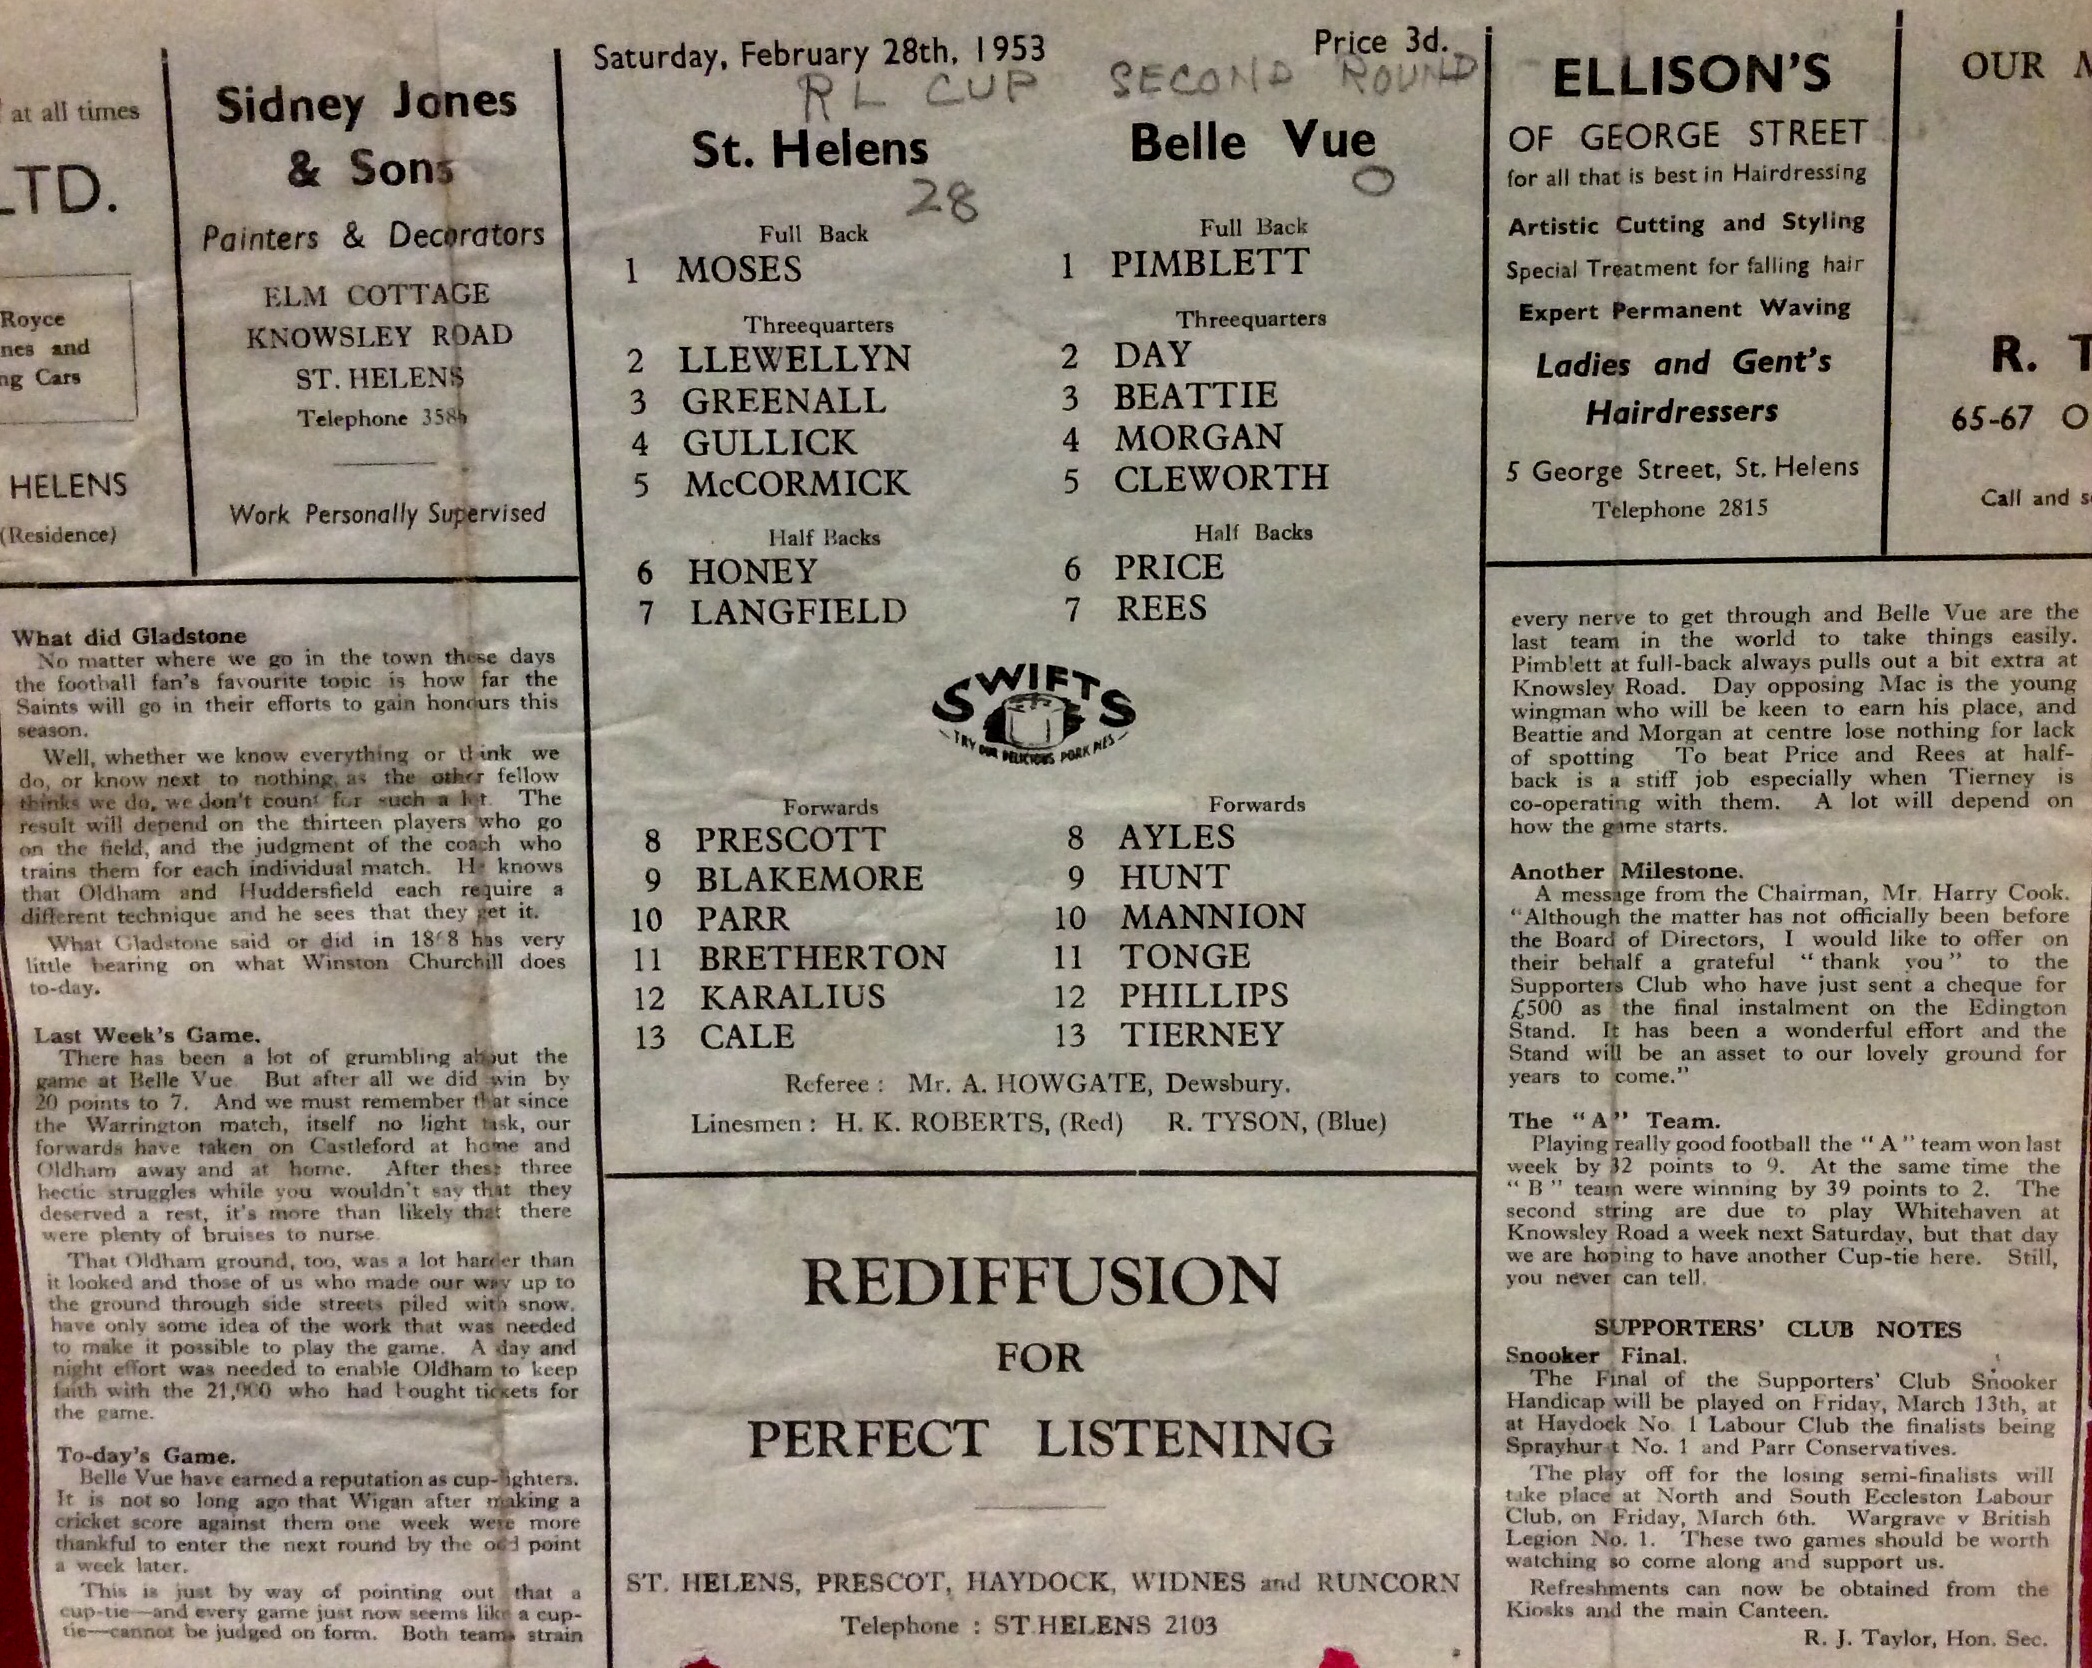 at all times
LTD.
Royce
nes and
ng Cars
HELENS
(Residence)
Sidney Jones
& Sons
Painters & Decorators
ELM COTTAGE
KNOWSLEY ROAD
ST. HELENS
Telephone 358
Work Personally Supervised
Saturday, February 28th, 1953
Price 3d.
RL CUP SECOND ROUND
St. Helens
Belle Vue
28
0
Full Back
Full Back
1 MOSES
1 PIMBLETT
Threequarters
Threequarters
2 LLEWELLYN
2 DAY
3 GREENALL
3 BEATTIE
4 GULLICK
4 MORGAN
5 McCORMICK
5 CLEWORTH
Half Backs
Half Backs
6 HONEY
6 PRICE
7 LANGFIELD
7 REES
SWIFTS
TRY OUR DELICIOUS PORK PIES
Forwards
Forwards
8 PRESCOTT
8 AYLES
9 BLAKEMORE
9 HUNT
10 PARR
10 MANNION
11 BRETHERTON
11 TONGE
12 KARALIUS
12 PHILLIPS
13 CALE
13 TIERNEY
Referee : Mr. A. HOWGATE, Dewsbury.
Linesmen : H. K. ROBERTS, (Red) R. TYSON, (Blue)
REDIFFUSION
FOR
PERFECT LISTENING
ST. HELENS, PRESCOT, HAYDOCK, WIDNES and RUNCORN
Telephone : ST. HELENS 2103
ELLISON'S
OF GEORGE STREET
for all that is best in Hairdressing
Artistic Cutting and Styling
Special Treatment for falling hair
Expert Permanent Waving
Ladies and Gent's
Hairdressers
5 George Street, St. Helens
Telephone 2815
OUR M
R. T
65-67 O
Call and s
What did Gladstone
No matter where we go in the town these days
the football fan's favourite topic is how far the
Saints will go in their efforts to gain honours this
season.
Well, whether we know everything or think we
do, or know next to nothing, as the other fellow
thinks we do, we don't count for such a lot. The
result will depend on the thirteen players who go
on the field, and the judgment of the coach who
trains them for each individual match. He knows
that Oldham and Huddersfield each require a
different technique and he sees that they get it.
What Gladstone said or did in has very
little bearing on what Winston Churchill does
to-day.
Last Week's Game.
There has been a lot of grumbling about the
game at Belle Vue. But after all we did win by
20 points to 7. And we must remember that since
the Warrington match, itself no light task, our
forwards have taken on Castleford at home and
Oldham away and at home. After these three
hectic struggles while you wouldn't say that they
deserved a rest, it's more than likely that there
were plenty of bruises to nurse.
That Oldham ground, too, was a lot harder than
it looked and those of us who made our way up to
the ground through side streets piled with snow,
have only some idea of the work that was needed
to make it possible to play the game. A day and
night effort was needed to enable Oldham to keep
faith with the 21,000 who had bought tickets for
the game.
To-day's Game.
Belle Vue have earned a reputation as cup-fighters.
It is not so long ago that Wigan after making a
cricket score against them one week were more
thankful to enter the next round by the odd point
a week later.
This is just by way of pointing out that a
cup-tie—and every game just now seems like a cup-
tie—cannot be judged on form. Both teams strain
every nerve to get through and Belle Vue are the
last team in the world to take things easily.
Pimblett at full-back always pulls out a bit extra at
Knowsley Road. Day opposing Mac is the young
wingman who will be keen to earn his place, and
Beattie and Morgan at centre lose nothing for lack
of spotting To beat Price and Rees at half-
back is a stiff job especially when Tierney is
co-operating with them. A lot will depend on
how the game starts.
Another Milestone.
A message from the Chairman, Mr. Harry Cook.
"Although the matter has not officially been before
the Board of Directors, I would like to offer on
their behalf a grateful "thank you" to the
Supporters Club who have just sent a cheque for
£500 as the final instalment on the Edington
Stand. It has been a wonderful effort and the
Stand will be an asset to our lovely ground for
years to come."
The "A" Team.
Playing really good football the "A" team won last
week by 32 points to 9. At the same time the
"B" team were winning by 39 points to 2. The
second string are due to play Whitehaven at
Knowsley Road a week next Saturday, but that day
we are hoping to have another Cup-tie here. Still,
you never can tell.
SUPPORTERS' CLUB NOTES
Snooker Final.
The Final of the Supporters' Club Snooker
Handicap will be played on Friday, March 13th, at
at Haydock No. 1 Labour Club the finalists being
Sprayhurst No. 1 and Parr Conservatives.
The play off for the losing semi-finalists will
take place at North and South Eccleston Labour
Club, on Friday, March 6th. Wargrave v British
Legion No. 1. These two games should be worth
watching so come along and support us.
Refreshments can now be obtained from the
Kiosks and the main Canteen.
R. J. Taylor, Hon. Sec.